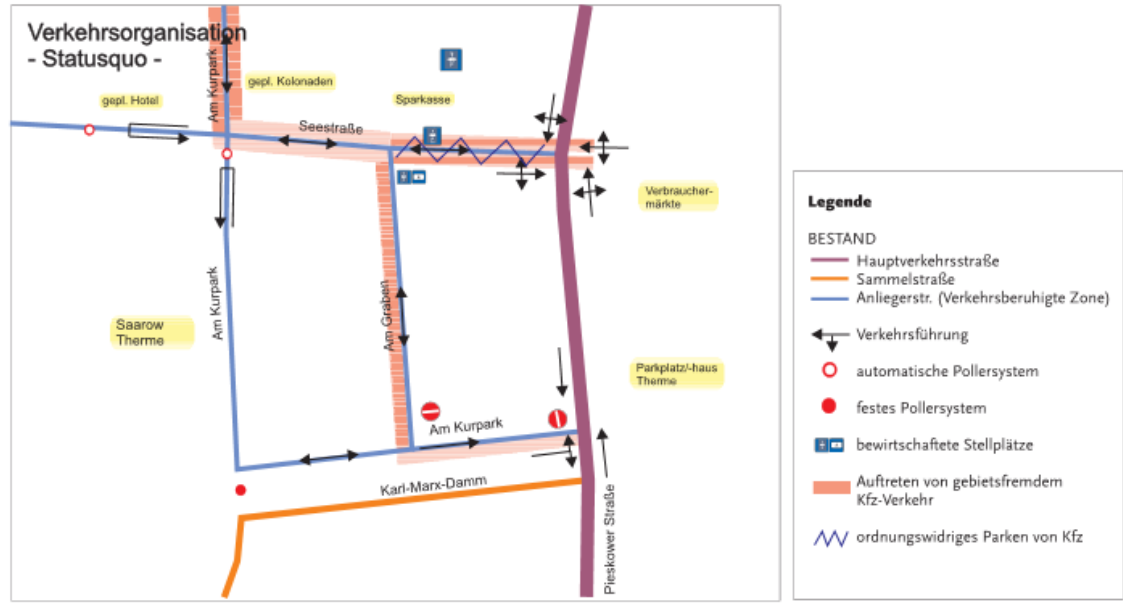 Verkehrsorganisation
- Statusquo -
Am Kurpark
gepl. Kolonaden
gepl. Hotel
Sparkasse
Seestraße
Verbraucher-
märkte
Am Kurpark
Am Graben
Saarow
Therme
Parkplatz/-haus
Therme
Am Kurpark
Karl-Marx-Damm
Pieskower Straße
Legende
BESTAND
Hauptverkehrsstraße
Sammelstraße
Anliegerstr. (Verkehrsberuhigte Zone)
Verkehrsführung
automatische Pollersystem
festes Pollersystem
bewirtschaftete Stellplätze
Auftreten von gebietsfremdem
Kfz-Verkehr
ordnungswidriges Parken von Kfz